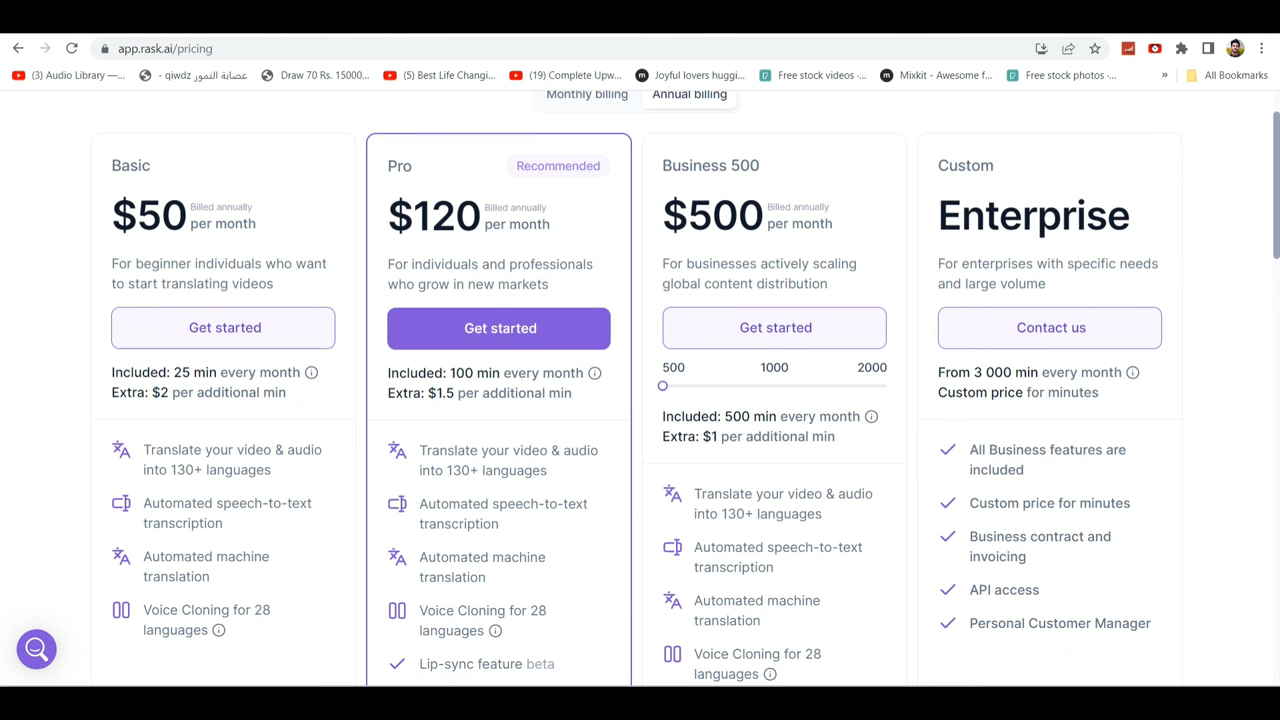 app.rask.ai/pricing
(3) Audio Library —...
qiwdz - عصابة النمور
Draw 70 Rs. 15000...
(5) Best Life Changi...
(19) Complete Upw...
Joyful lovers huggi...
Free stock videos ·...
Mixkit - Awesome f...
Free stock photos ·...
»
All Bookmarks
Monthly billing
Annual billing
Basic
$50
Billed annually
per month
For beginner individuals who want
to start translating videos
Get started
Included: 25 min every month
Extra: $2 per additional min
Translate your video & audio
into 130+ languages
Automated speech-to-text
transcription
Automated machine
translation
Voice Cloning for 28
languages
Pro
Recommended
$120
Billed annually
per month
For individuals and professionals
who grow in new markets
Get started
Included: 100 min every month
Extra: $1.5 per additional min
Translate your video & audio
into 130+ languages
Automated speech-to-text
transcription
Automated machine
translation
Voice Cloning for 28
languages
Lip-sync feature beta
Business 500
$500
Billed annually
per month
For businesses actively scaling
global content distribution
Get started
500 1000 2000
Included: 500 min every month
Extra: $1 per additional min
Translate your video & audio
into 130+ languages
Automated speech-to-text
transcription
Automated machine
translation
Voice Cloning for 28
languages
Custom
Enterprise
For enterprises with specific needs
and large volume
Contact us
From 3 000 min every month
Custom price for minutes
All Business features are
included
Custom price for minutes
Business contract and
invoicing
API access
Personal Customer Manager